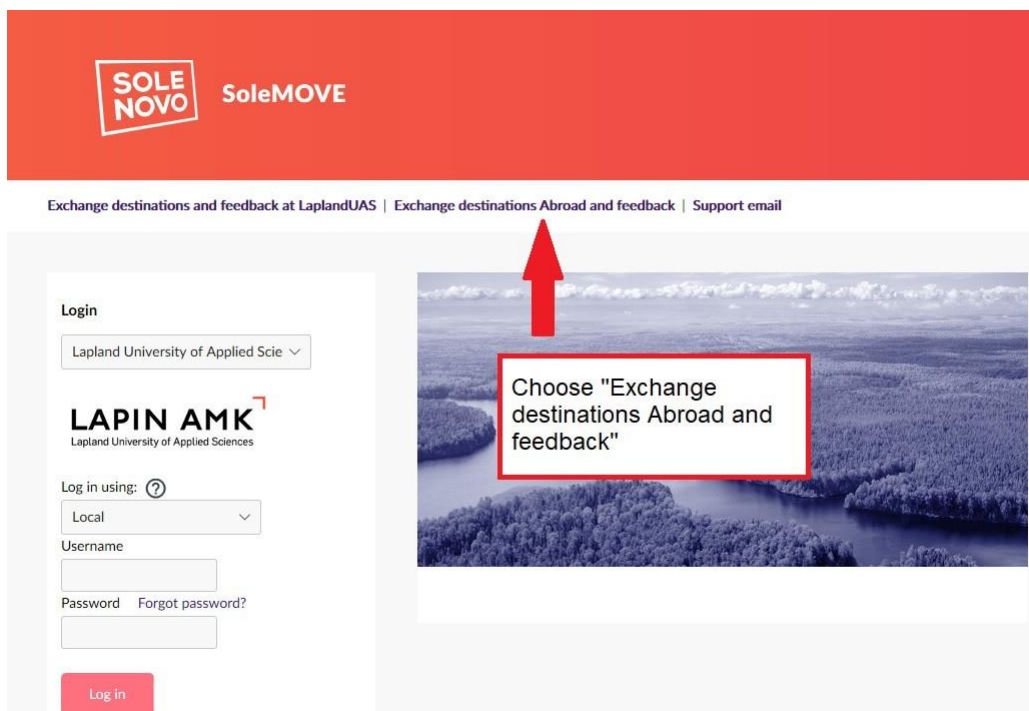 SOLE
NOVO
SoleMOVE
Exchange destinations and feedback at LaplandUAS | Exchange destinations Abroad and feedback | Support email
Login
Lapland University of Applied Scie
LAPIN AMK
Lapland University of Applied Sciences
Log in using: ?
Local
Username
Password Forgot password?
Log in
Choose "Exchange
destinations Abroad and
feedback"